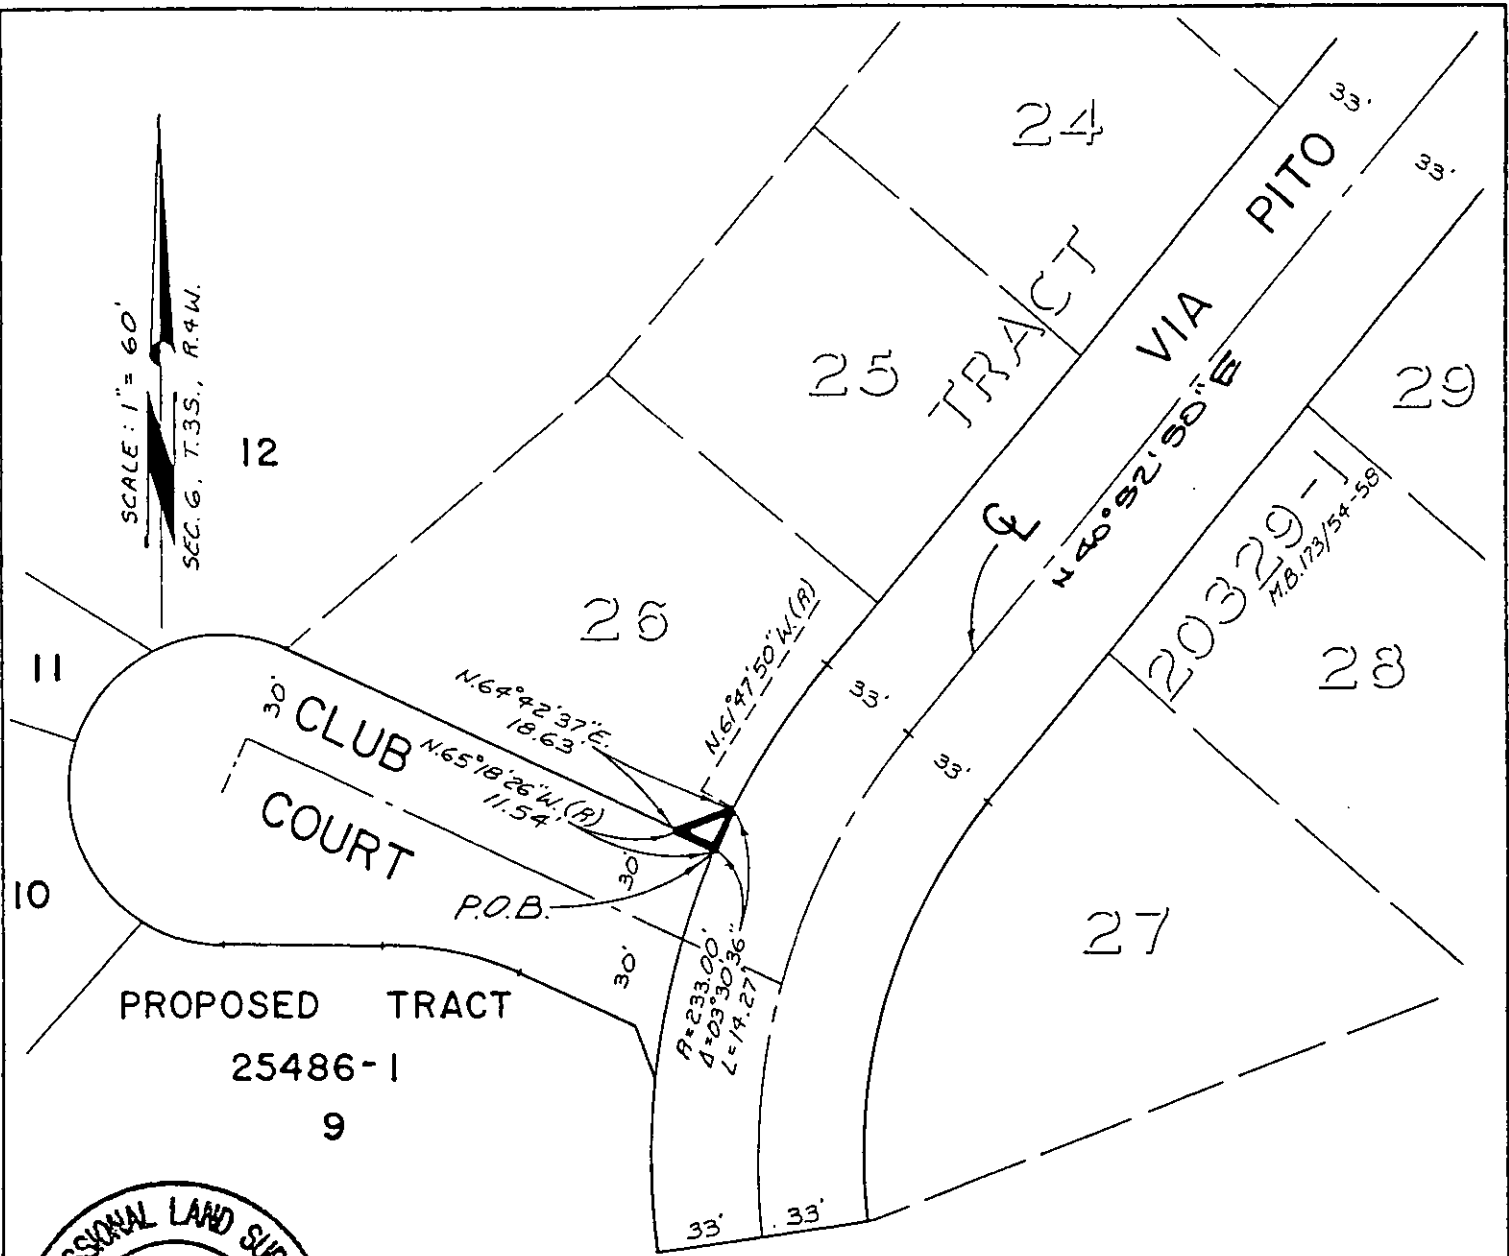 24
33'
33'
VIA PITO
TRACT
25
29
SCALE: 1" = 60'
SEC. 6, T.3S., R.4W.
12
℄
N 40°52'50" E
20329-1
M.B. 173/54-58
26
28
11
30'
CLUB
COURT
N.64°42'37"E.
18.63'
N.61°47'50"W.(R)
33'
33'
N.65°18'26"W.(R)
11.54'
30'
P.O.B.
10
30'
27
R=233.00'
Δ=03°30'36"
L=14.27'
PROPOSED TRACT
25486-1
9
33'
33'
LAND